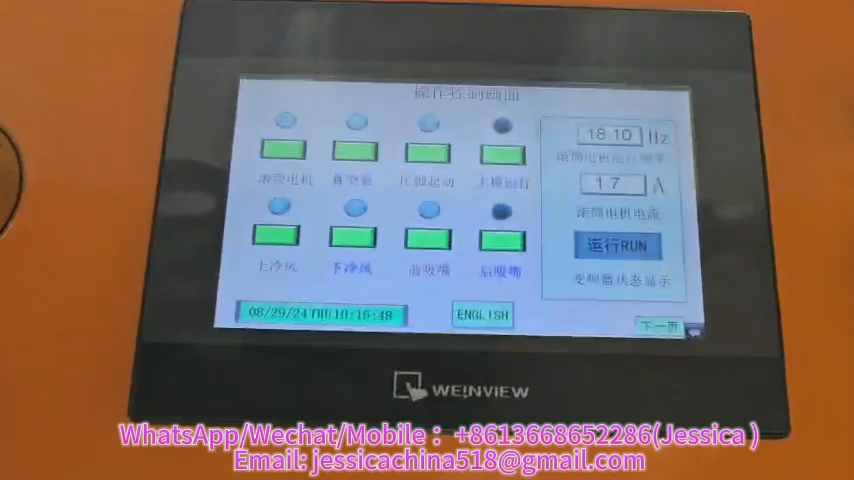 操作控制画面
18.10 Hz
滚筒电机运行频率
17 A
滚筒电机 真空泵 压脚起动 上模运行
滚筒电机电流
运行RUN
上冷风 下冷风 前吸嘴 后吸嘴
变频器状态显示
08/29/24 THU 10:16:48
ENGLISH
下一页
WEINVIEW
WhatsApp/Wechat/Mobile： +8613668652286(Jessica )
Email: jessicachina518@gmail.com